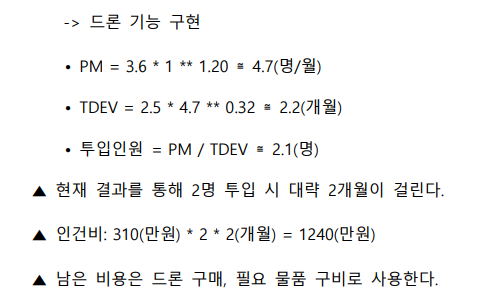 -> 드론 기능 구현
• PM = 3.6 * 1 ** 1.20 ≅ 4.7(명/월)
• TDEV = 2.5 * 4.7 ** 0.32 ≅ 2.2(개월)
• 투입인원 = PM / TDEV ≅ 2.1(명)
▲ 현재 결과를 통해 2명 투입 시 대략 2개월이 걸린다.
▲ 인건비: 310(만원) * 2 * 2(개월) = 1240(만원)
▲ 남은 비용은 드론 구매, 필요 물품 구비로 사용한다.